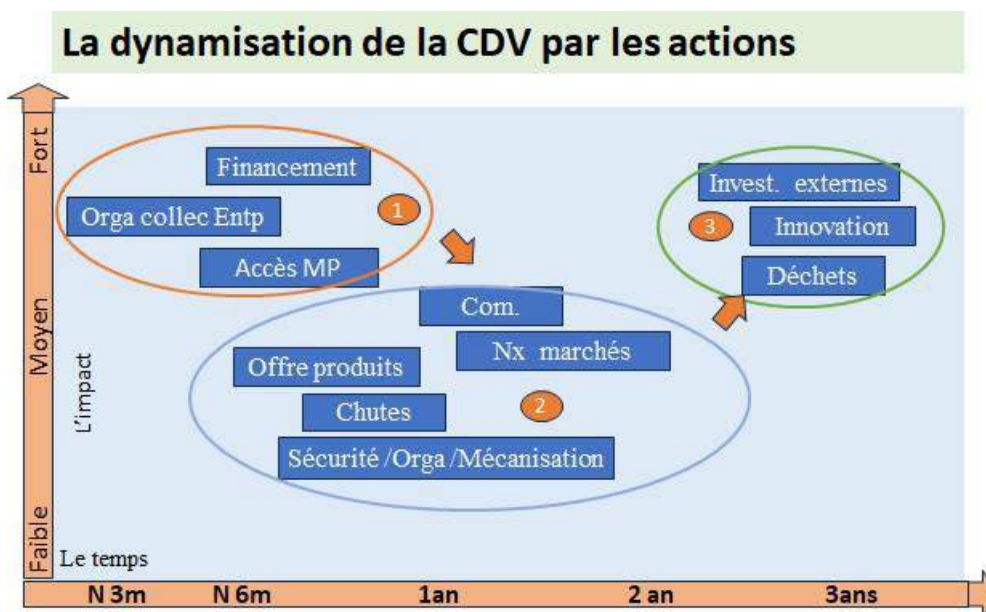 La dynamisation de la CDV par les actions
Fort
Moyen
Faible
L'impact
Financement
Orga collec Entp
1
Accès MP
Invest. externes
3
Innovation
Déchets
Com.
Nx marchés
Offre produits
Chutes
2
Sécurité /Orga /Mécanisation
Le temps
N 3m
N 6m
1an
2 an
3ans